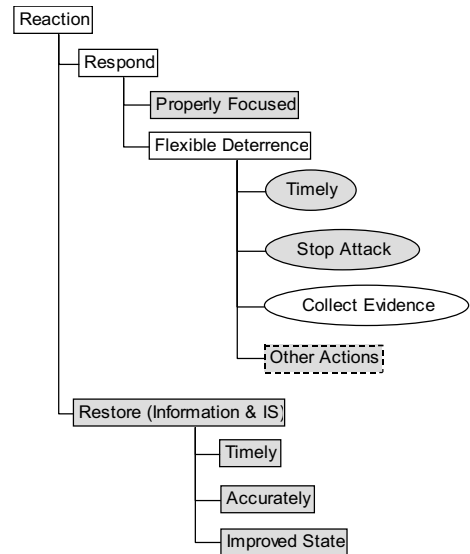 Reaction
Respond
Properly Focused
Flexible Deterrence
Timely
Stop Attack
Collect Evidence
Other Actions
Restore (Information & IS)
Timely
Accurately
Improved State